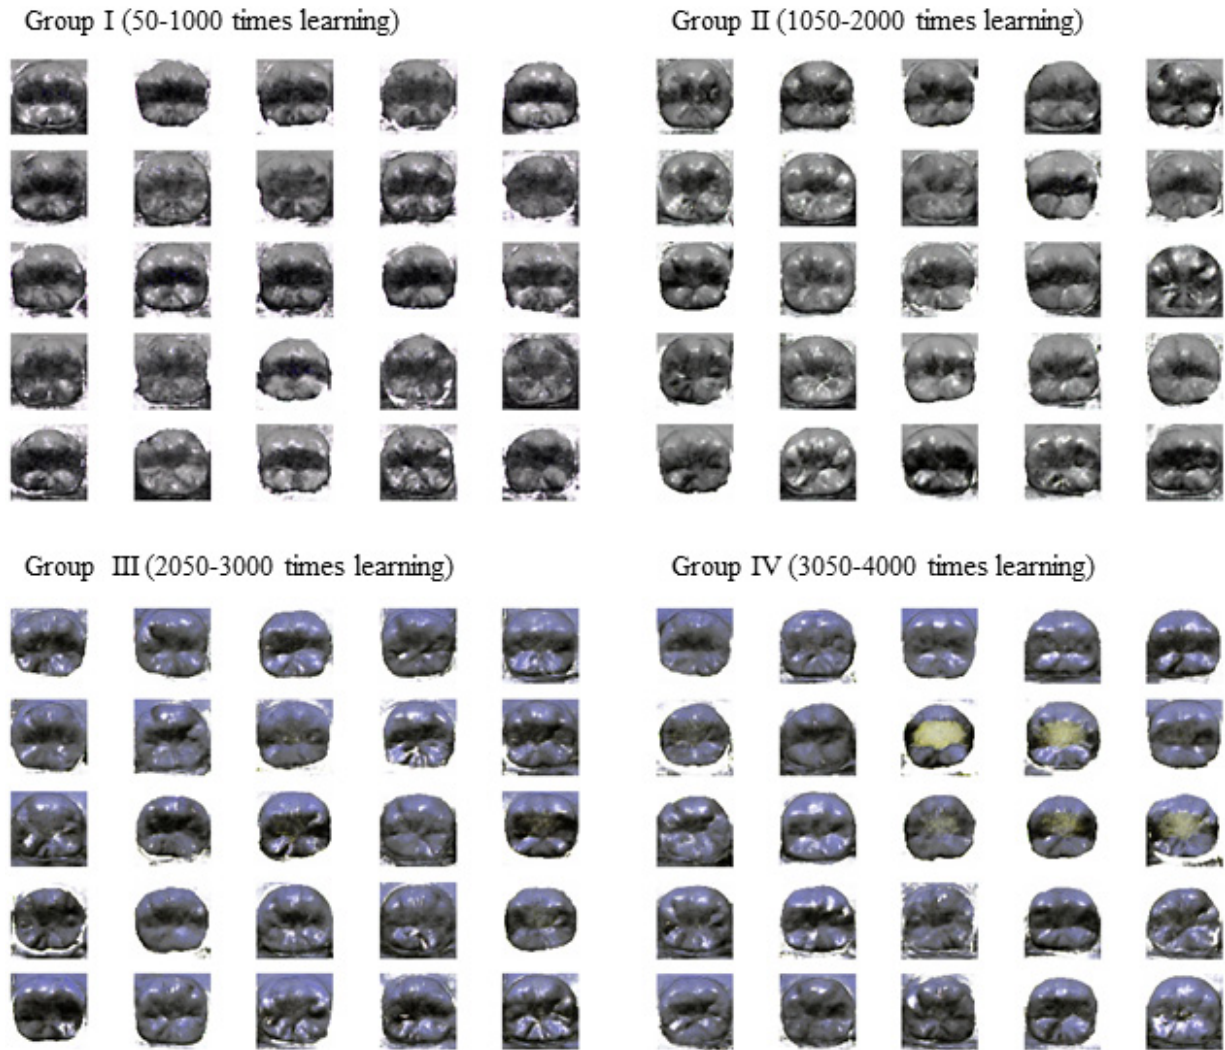 Group I (50-1000 times learning)
Group II (1050-2000 times learning)
Group III (2050-3000 times learning)
Group IV (3050-4000 times learning)